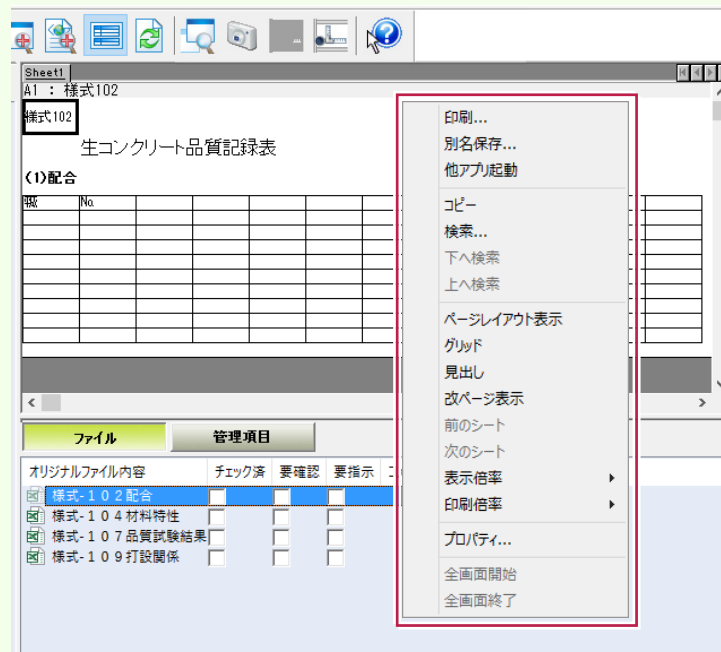 Sheet1
A1 : 様式102
様式102
生コンクリート品質記録表
(1)配合
No.
印刷...
別名保存...
他アプリ起動
コピー
検索...
下へ検索
上へ検索
ページレイアウト表示
グリッド
見出し
改ページ表示
前のシート
次のシート
表示倍率
印刷倍率
プロパティ...
全画面開始
全画面終了
ファイル
管理項目
オリジナルファイル内容 チェック済 要確認 要指示
様式-１０２配合
様式-１０４材料特性
様式-１０７品質試験結果
様式-１０９打設関係